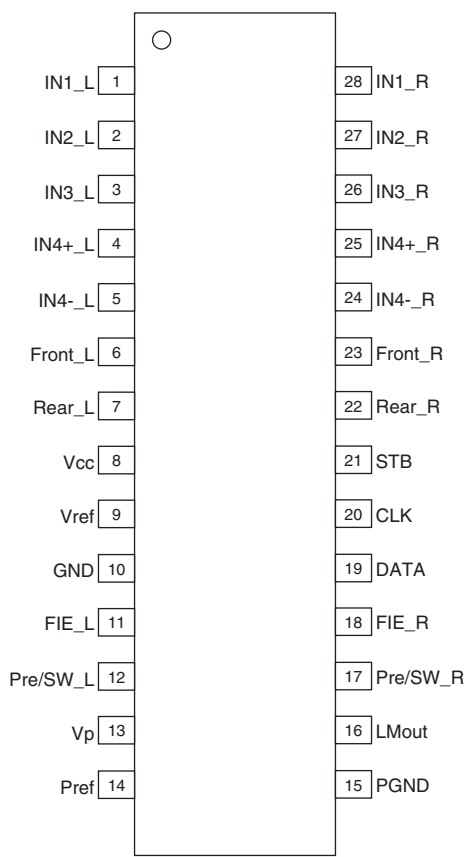 IN1_L 1 28 IN1_R
IN2_L 2 27 IN2_R
IN3_L 3 26 IN3_R
IN4+_L 4 25 IN4+_R
IN4-_L 5 24 IN4-_R
Front_L 6 23 Front_R
Rear_L 7 22 Rear_R
Vcc 8 21 STB
Vref 9 20 CLK
GND 10 19 DATA
FIE_L 11 18 FIE_R
Pre/SW_L 12 17 Pre/SW_R
Vp 13 16 LMout
Pref 14 15 PGND